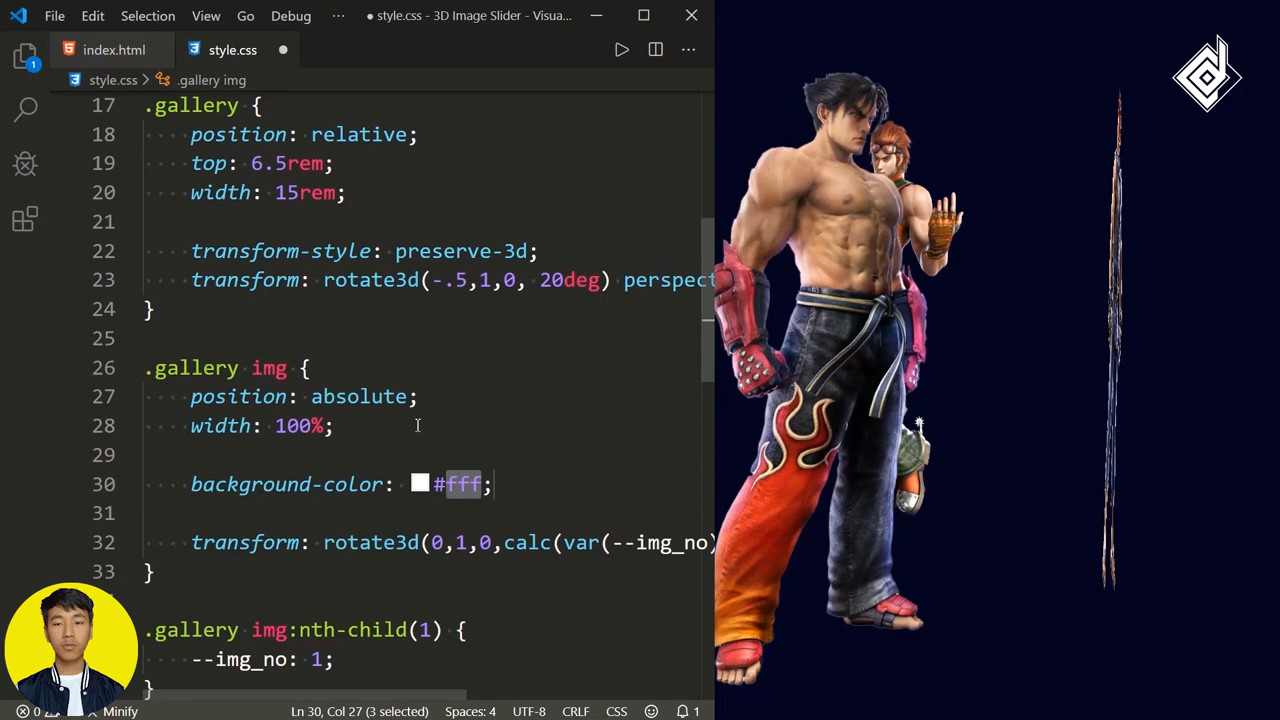 File Edit Selection View Go Debug ··· ● style.css - 3D Image Slider - Visua...
index.html style.css
style.css > .gallery img
17 .gallery {
18 position: relative;
19 top: 6.5rem;
20 width: 15rem;
21
22 transform-style: preserve-3d;
23 transform: rotate3d(-.5,1,0, 20deg) perspect
24 }
25
26 .gallery img {
27 position: absolute;
28 width: 100%;
29
30 background-color: #fff;
31
32 transform: rotate3d(0,1,0,calc(var(--img_no)
33 }
.gallery img:nth-child(1) {
--img_no: 1;
}
0 Minify Ln 30, Col 27 (3 selected) Spaces: 4 UTF-8 CRLF CSS 1
1